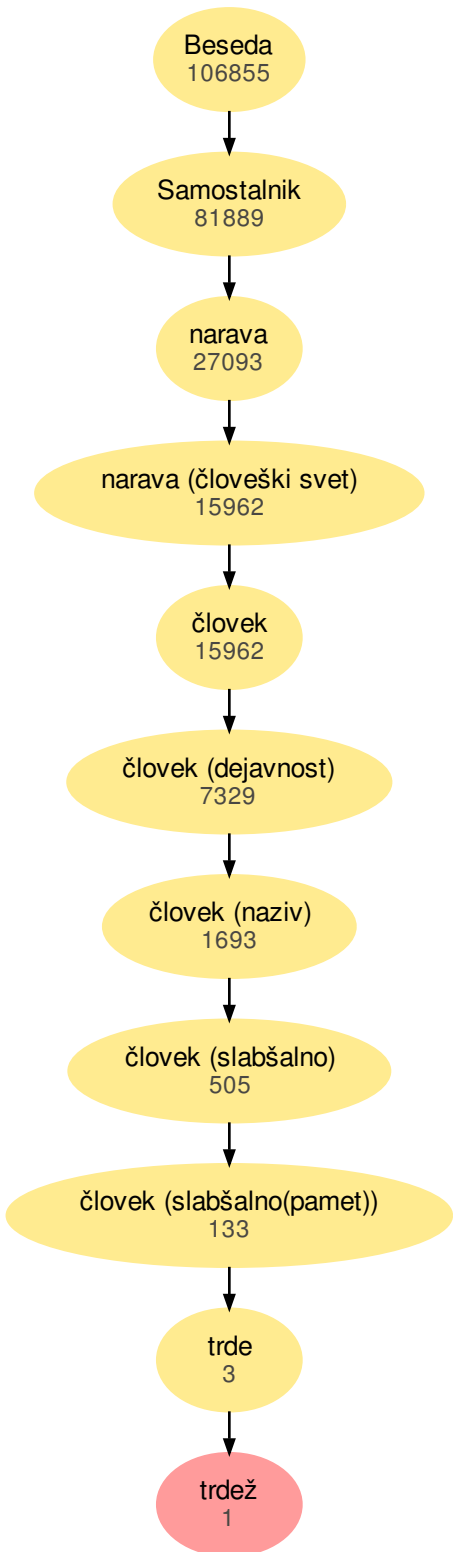 Beseda
106855
Samostalnik
81889
narava
27093
narava (človeški svet)
15962
človek
15962
človek (dejavnost)
7329
človek (naziv)
1693
človek (slabšalno)
505
človek (slabšalno(pamet))
133
trde
3
trdež
1